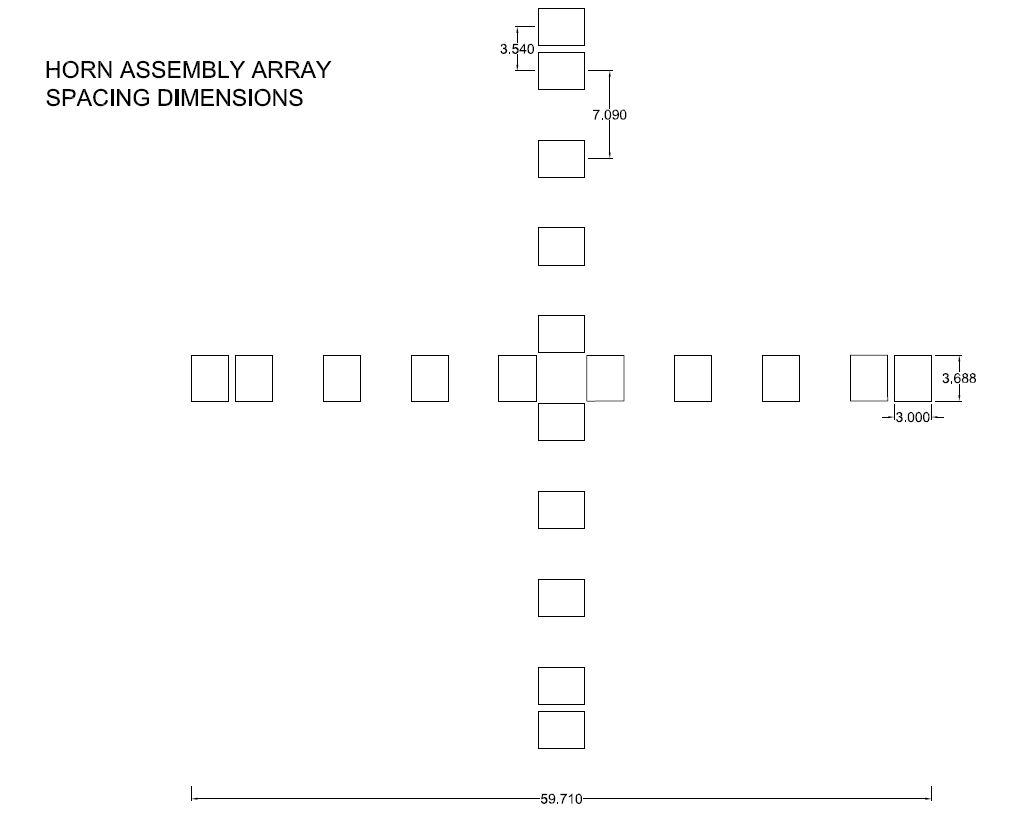 HORN ASSEMBLY ARRAY
SPACING DIMENSIONS
3.540
7.090
3,688
3.000
59.710